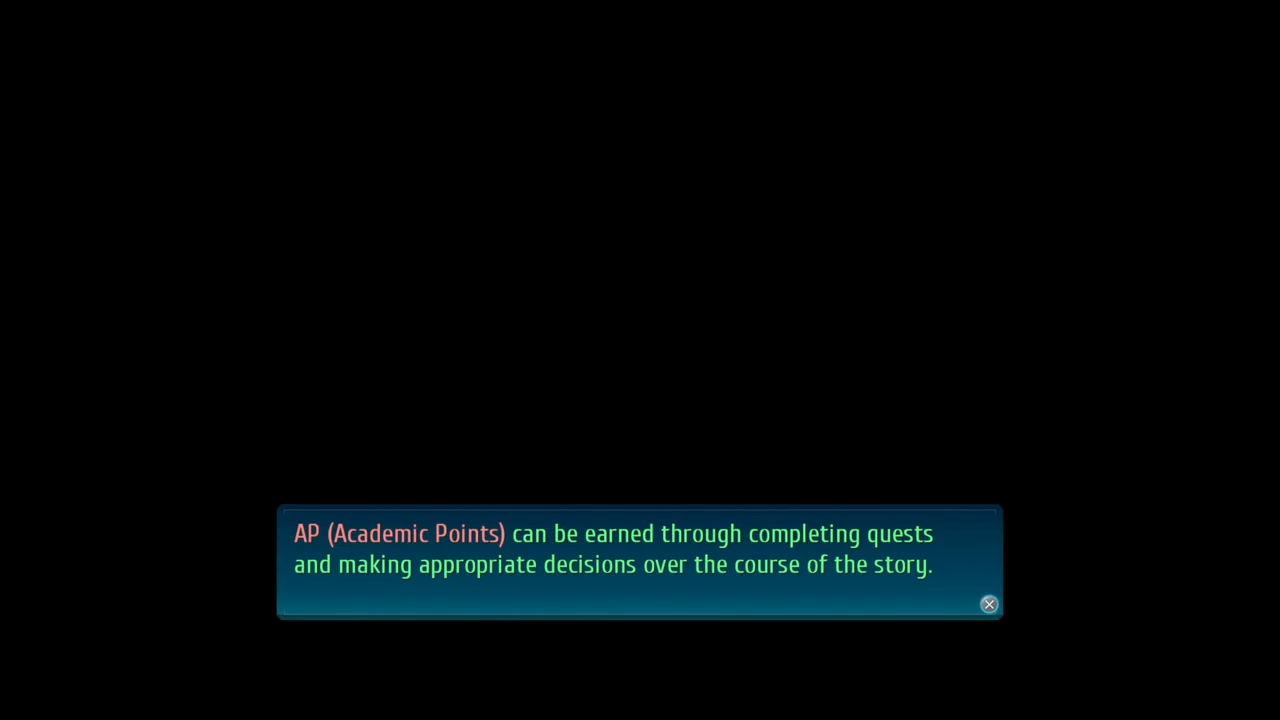 AP (Academic Points) can be earned through completing quests
and making appropriate decisions over the course of the story.